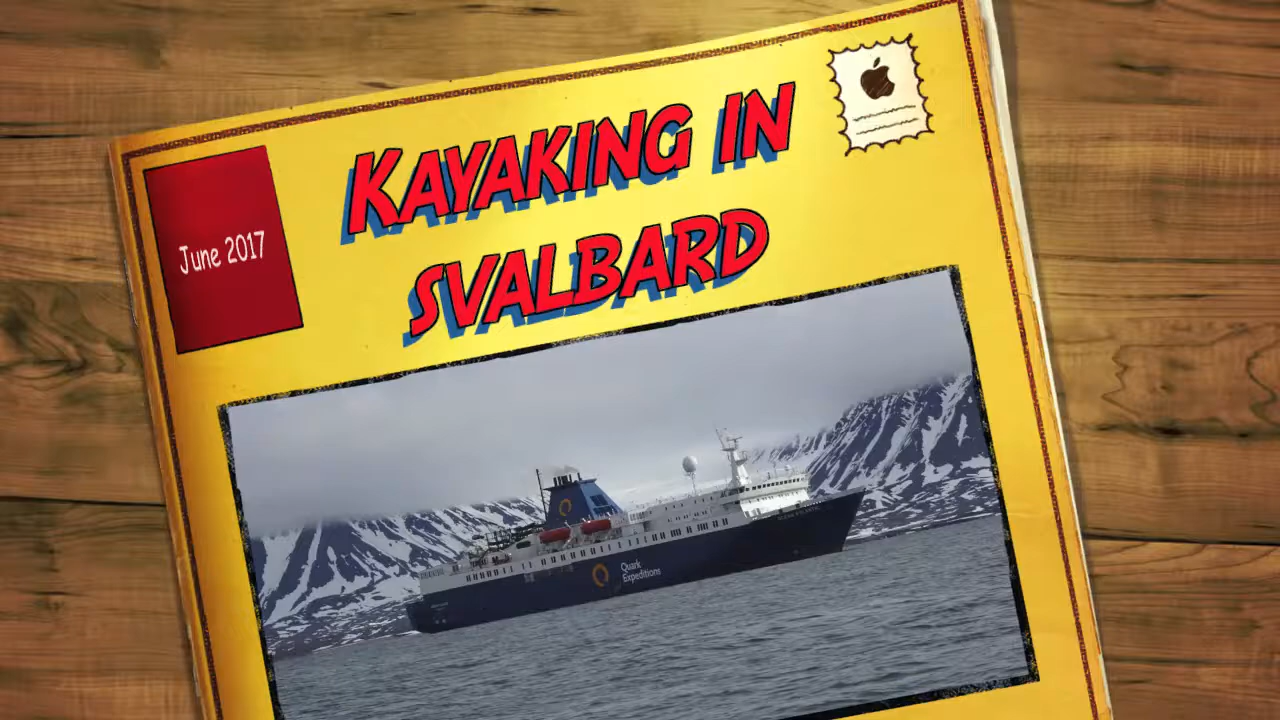 June 2017
KAYAKING IN
SVALBARD
Quark
Expeditions